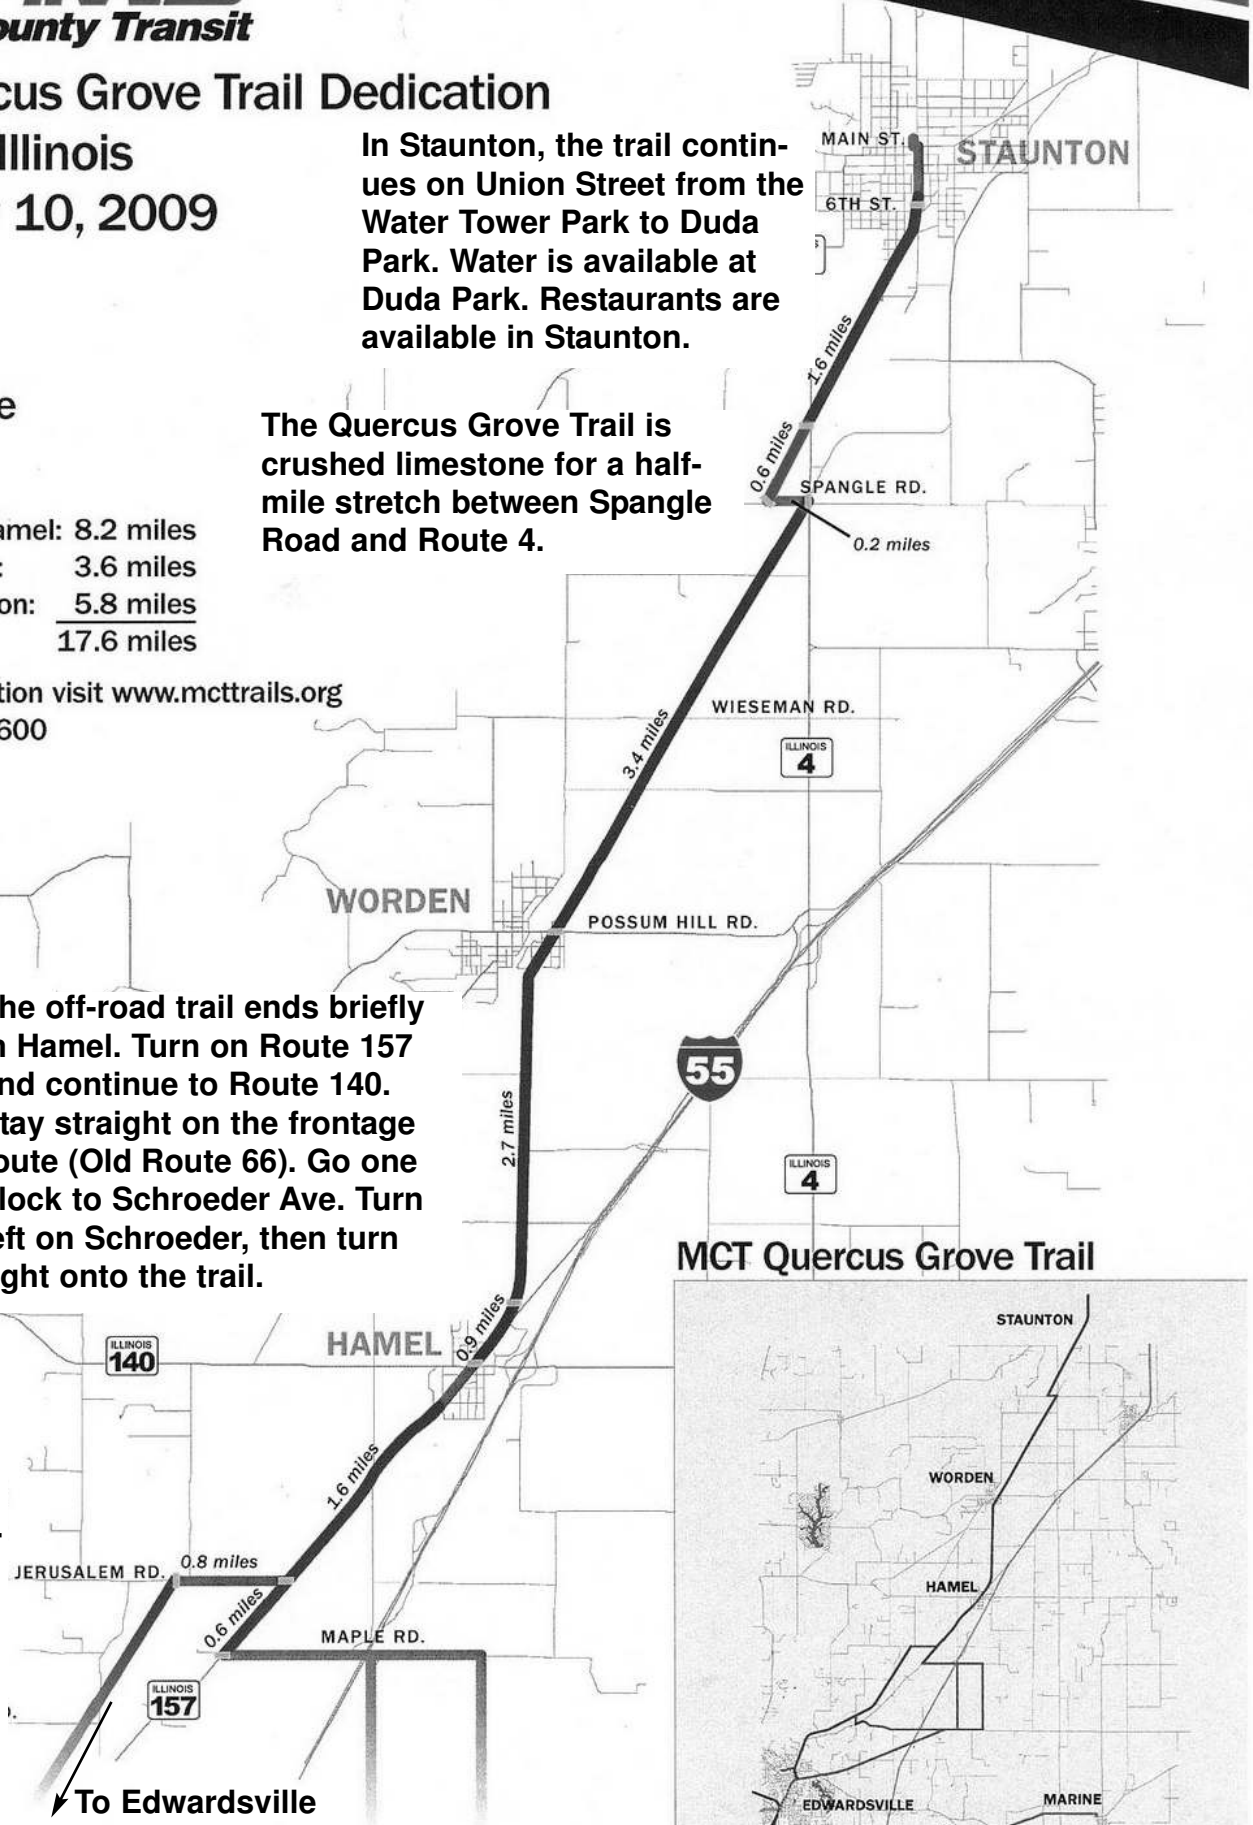 County Transit
cus Grove Trail Dedication
Illinois
10, 2009
In Staunton, the trail contin-
ues on Union Street from the
Water Tower Park to Duda
Park. Water is available at
Duda Park. Restaurants are
available in Staunton.
MAIN ST.
STAUNTON
6TH ST.
1.6 miles
e
The Quercus Grove Trail is
crushed limestone for a half-
mile stretch between Spangle
Road and Route 4.
0.6 miles
SPANGLE RD.
0.2 miles
amel: 8.2 miles
: 3.6 miles
on: 5.8 miles
17.6 miles
tion visit www.mcttrails.org
600
WIESEMAN RD.
3.4 miles
ILLINOIS
4
WORDEN
POSSUM HILL RD.
he off-road trail ends briefly
n Hamel. Turn on Route 157
nd continue to Route 140.
tay straight on the frontage
oute (Old Route 66). Go one
lock to Schroeder Ave. Turn
eft on Schroeder, then turn
ght onto the trail.
55
2.7 miles
ILLINOIS
4
0.9 miles
HAMEL
ILLINOIS
140
1.6 miles
JERUSALEM RD.
0.8 miles
0.6 miles
MAPLE RD.
ILLINOIS
157
To Edwardsville
MCT Quercus Grove Trail
STAUNTON
WORDEN
HAMEL
EDWARDSVILLE
MARINE